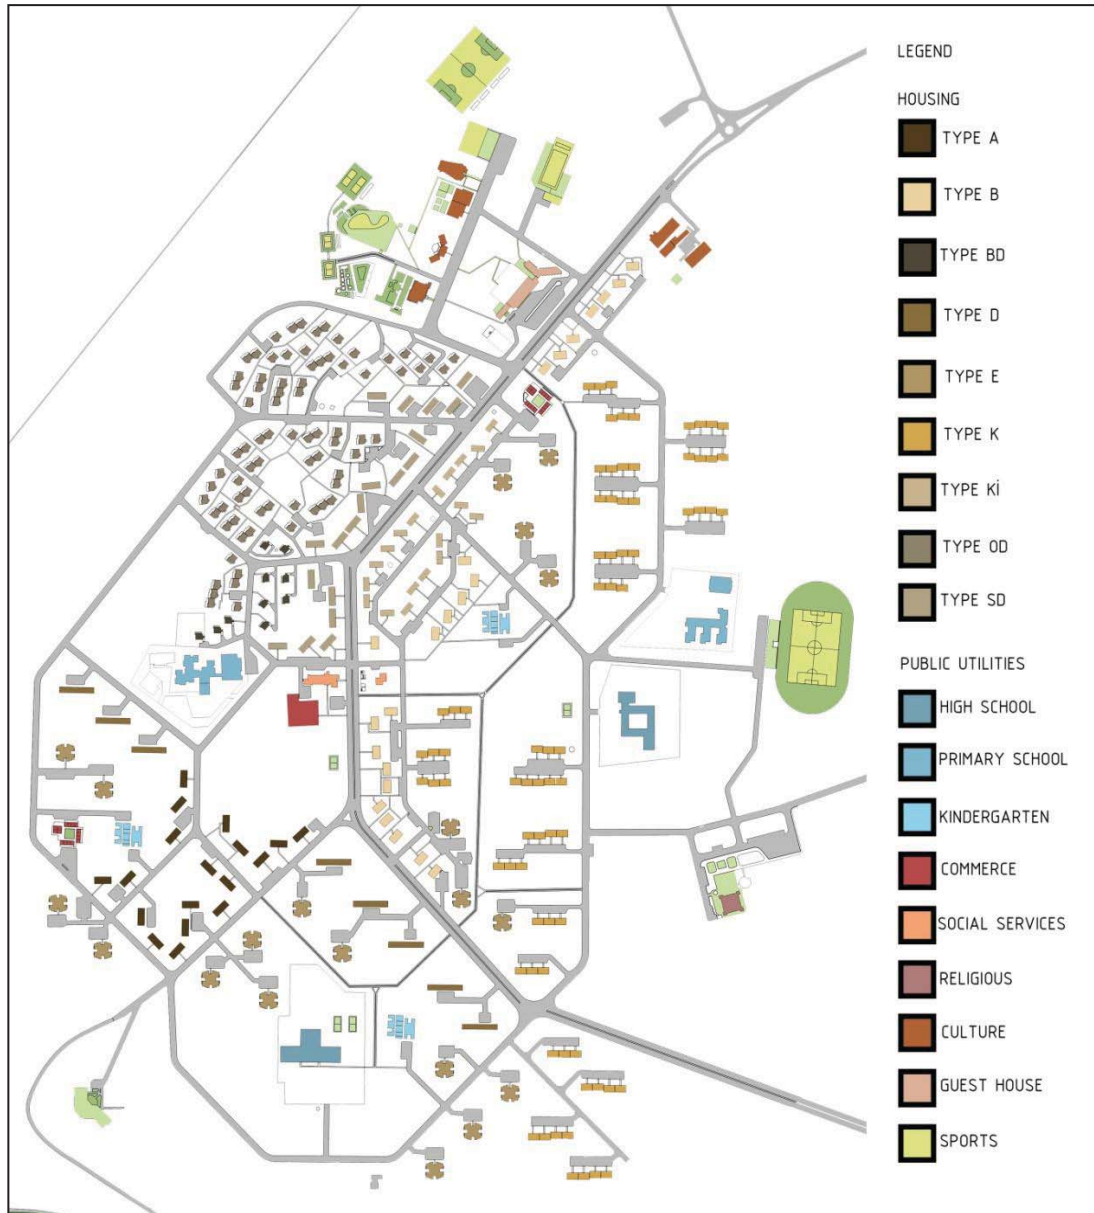 LEGEND
HOUSING
TYPE A
TYPE B
TYPE BD
TYPE D
TYPE E
TYPE K
TYPE Kİ
TYPE OD
TYPE SD
PUBLIC UTILITIES
HIGH SCHOOL
PRIMARY SCHOOL
KINDERGARTEN
COMMERCE
SOCIAL SERVICES
RELIGIOUS
CULTURE
GUEST HOUSE
SPORTS